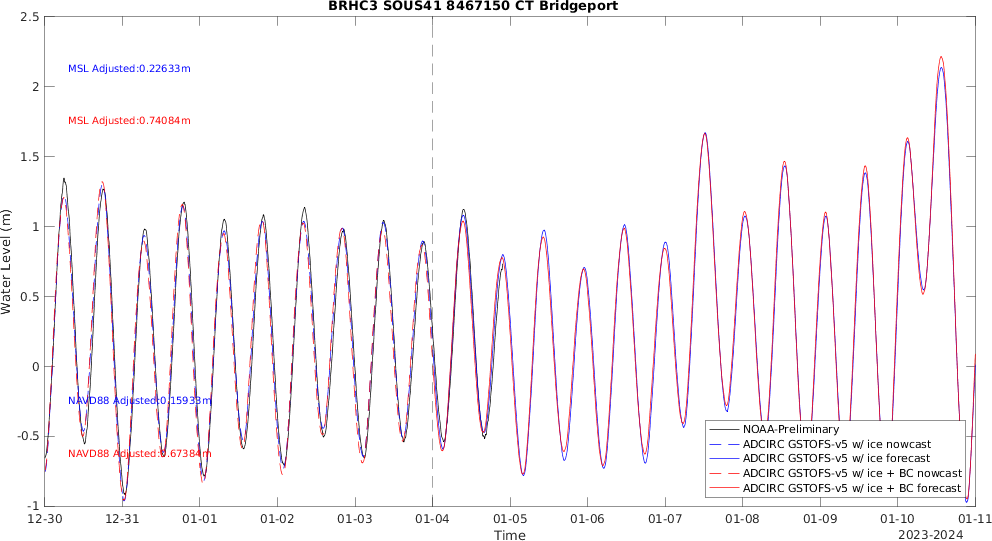 BRHC3 SOUS41 8467150 CT Bridgeport
Water Level (m)
2.5
2
1.5
1
0.5
0
-0.5
-1
MSL Adjusted:0.22633m
MSL Adjusted:0.74084m
NAVD88 Adjusted:0.15933m
NAVD88 Adjusted:0.67384m
NOAA-Preliminary
ADCIRC GSTOFS-v5 w/ ice nowcast
ADCIRC GSTOFS-v5 w/ ice forecast
ADCIRC GSTOFS-v5 w/ ice + BC nowcast
ADCIRC GSTOFS-v5 w/ ice + BC forecast
12-30 12-31 01-01 01-02 01-03 01-04 01-05 01-06 01-07 01-08 01-09 01-10 01-11
Time
2023-2024